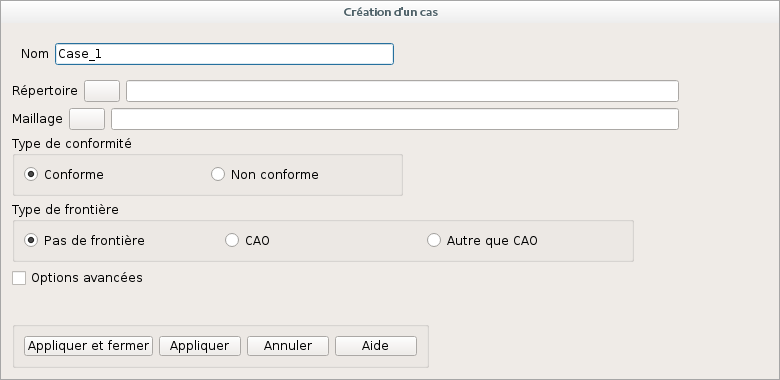 Création d'un cas
Nom Case_1
Répertoire
Maillage
Type de conformité
Conforme Non conforme
Type de frontière
Pas de frontière CAO Autre que CAO
Options avancées
Appliquer et fermer Appliquer Annuler Aide